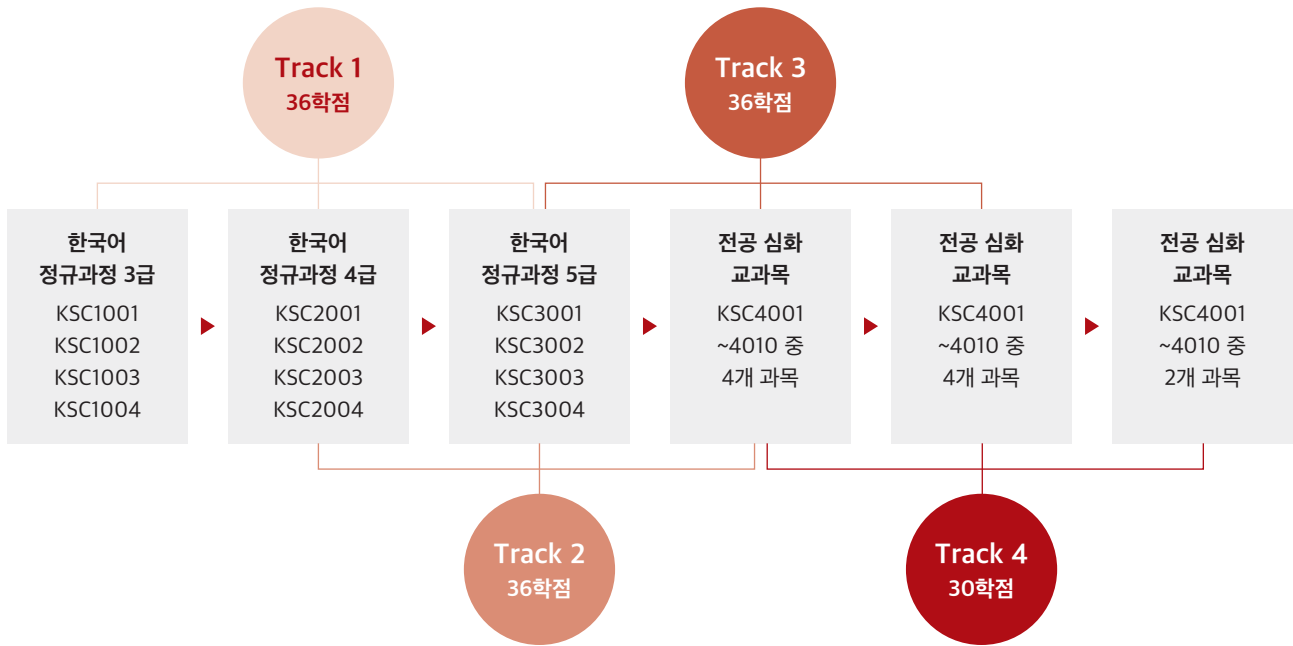 Track 1
36학점
Track 3
36학점
한국어
정규과정 3급
KSC1001
KSC1002
KSC1003
KSC1004
한국어
정규과정 4급
KSC2001
KSC2002
KSC2003
KSC2004
한국어
정규과정 5급
KSC3001
KSC3002
KSC3003
KSC3004
전공 심화
교과목
KSC4001
~4010 중
4개 과목
전공 심화
교과목
KSC4001
~4010 중
4개 과목
전공 심화
교과목
KSC4001
~4010 중
2개 과목
Track 2
36학점
Track 4
30학점